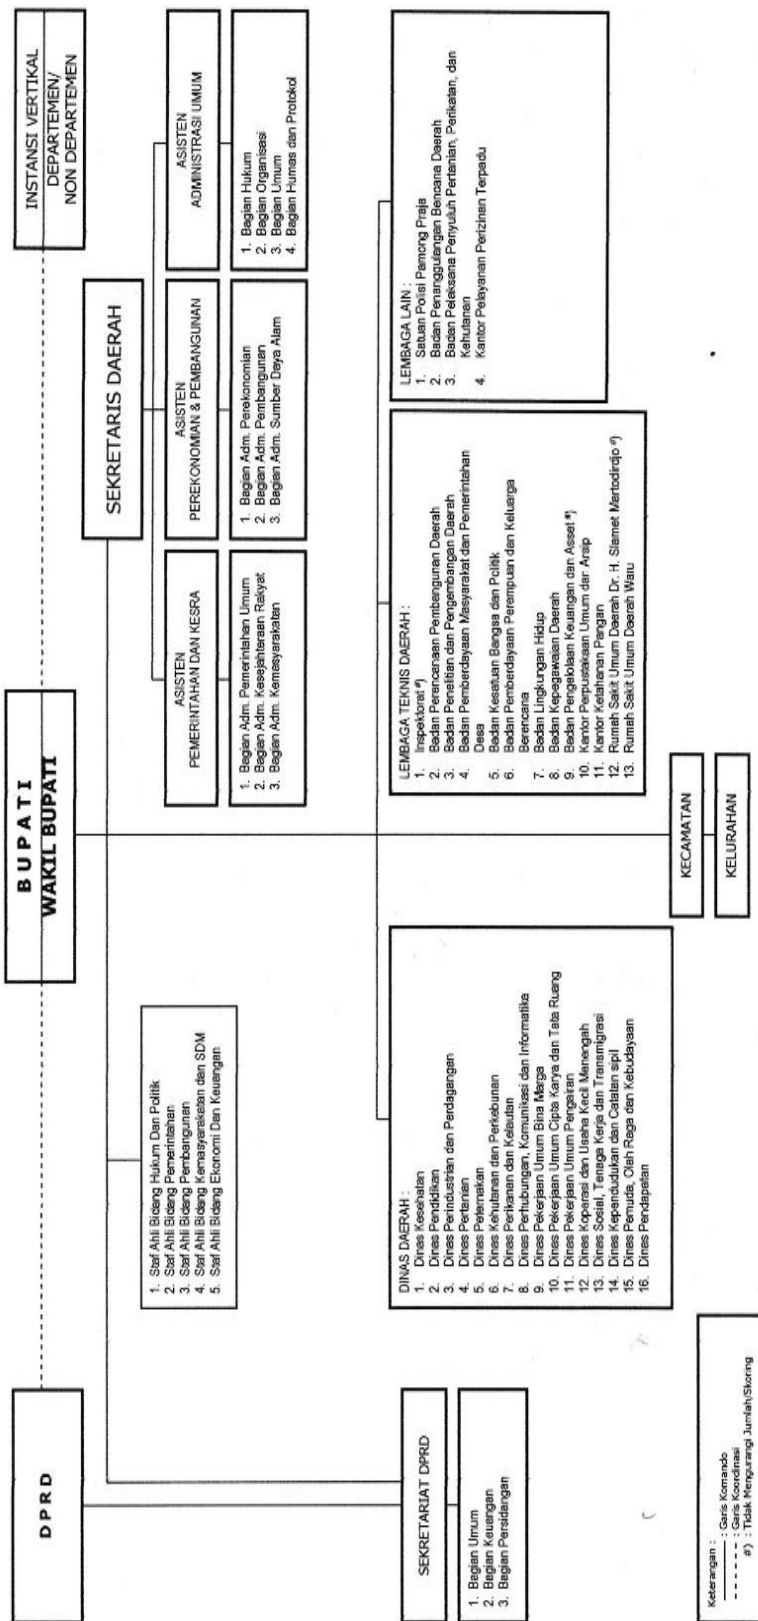 BUPATI
WAKIL BUPATI
DPRD
INSTANSI VERTIKAL
DEPARTEMEN/
NON DEPARTEMEN
SEKRETARIS DAERAH
1. Staf Ahli Bidang Hukum Dan Politik
2. Staf Ahli Bidang Pemerintahan
3. Staf Ahli Bidang Pembangunan
4. Staf Ahli Bidang Kemasyarakatan dan SDM
5. Staf Ahli Bidang Ekonomi Dan Keuangan
ASISTEN
PEMERINTAHAN DAN KESRA
1. Bagian Adm. Pemerintahan Umum
2. Bagian Adm. Kesejahteraan Rakyat
3. Bagian Adm. Kemasyarakatan
ASISTEN
PEREKONOMIAN & PEMBANGUNAN
1. Bagian Adm. Perekonomian
2. Bagian Adm. Pembangunan
3. Bagian Adm. Sumber Daya Alam
ASISTEN
ADMINISTRASI UMUM
1. Bagian Hukum
2. Bagian Organisasi
3. Bagian Umum
4. Bagian Humas dan Protokol
SEKRETARIAT DPRD
1. Bagian Umum
2. Bagian Keuangan
3. Bagian Persidangan
DINAS DAERAH :
1. Dinas Kesehatan
2. Dinas Pendidikan
3. Dinas Perindustrian dan Perdagangan
4. Dinas Pertanian
5. Dinas Peternakan
6. Dinas Kehutanan dan Perkebunan
7. Dinas Perikanan dan Kelautan
8. Dinas Perhubungan, Komunikasi dan Informatika
9. Dinas Pekerjaan Umum Bina Marga
10. Dinas Pekerjaan Umum Cipta Karya dan Tata Ruang
11. Dinas Pekerjaan Umum Pengairan
12. Dinas Koperasi dan Usaha Kecil Menengah
13. Dinas Sosial, Tenaga Kerja dan Transmigrasi
14. Dinas Kependudukan dan Catatan sipil
15. Dinas Pemuda, Olah Raga dan Kebudayaan
16. Dinas Pendapatan
LEMBAGA TEKNIS DAERAH :
1. Inspektorat #)
2. Badan Perencanaan Pembangunan Daerah
3. Badan Penelitian dan Pengembangan Daerah
4. Badan Pemberdayaan Masyarakat dan Pemerintahan
Desa
5. Badan Kesatuan Bangsa dan Politik
6. Badan Pemberdayaan Perempuan dan Keluarga
Berencana
7. Badan Lingkungan Hidup
8. Badan Kepegawaian Daerah
9. Badan Pengelolaan Keuangan dan Asset #)
10. Kantor Perpustakaan Umum dar Arsip
11. Kantor Ketahanan Pangan
12. Rumah Sakit Umum Daerah Dr. H. Slamet Martodirdjo #)
13. Rumah Sakit Umum Daerah Waru
LEMBAGA LAIN :
1. Satuan Polisi Pamong Praja
2. Badan Penanggulangan Bencana Daerah
3. Badan Pelaksana Penyuluh Pertanian, Perikatan, dan
Kehutanan
4. Kantor Pelayanan Perizinan Terpadu
KECAMATAN
KELURAHAN
Keterangan :
: Garis Komando
: Garis Koordinasi
#) : Tidak Mengurangi Jumlah/Skoring